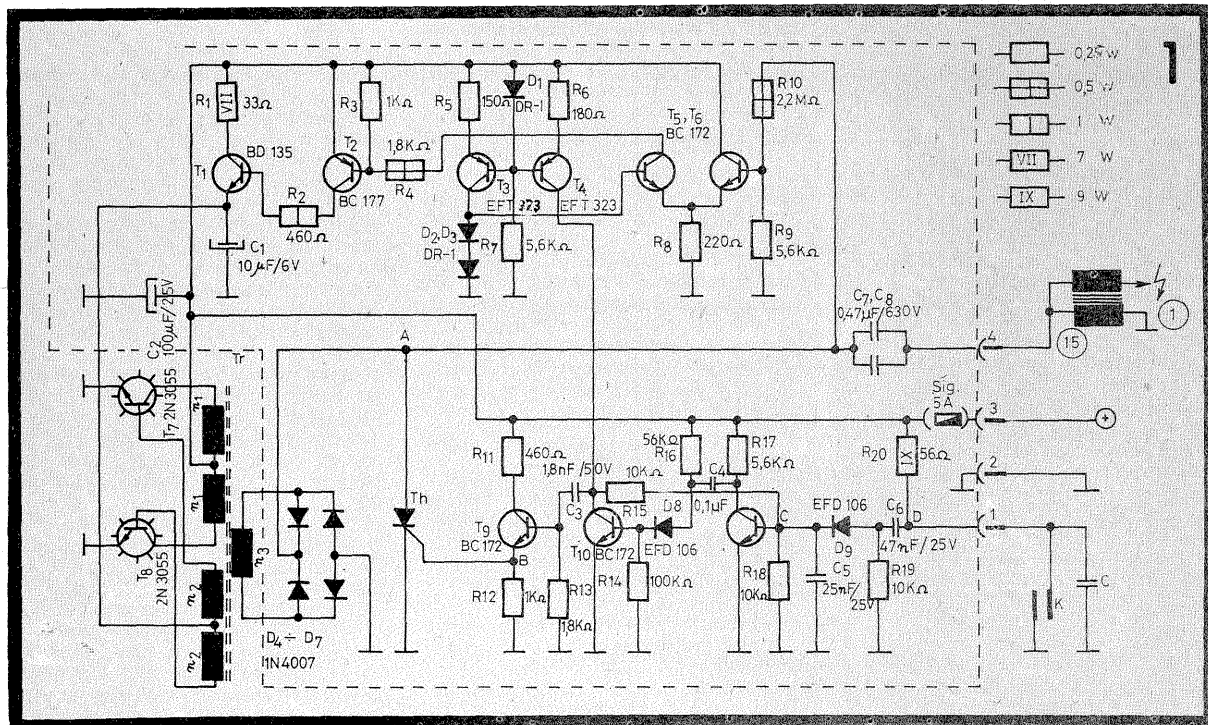 1
0,25 W
0,5 W
1 W
VII
7 W
IX
9 W
R1
VII
33Ω
R3
1KΩ
R5
150Ω
D1
DR-1
R6
180Ω
R10
2,2MΩ
T5, T6
BC 172
BD 135
T1
T2
BC 177
1,8KΩ
R4
T3
EFT 323
T4
EFT 323
R2
460Ω
C1
10µF/6V
D2, D3
DR-1
R7
5,6KΩ
R8
220Ω
R9
5,6KΩ
C2
100µF/25V
C7, C8
0,47µF/630V
4
15
1
A
Tr
T7 2N3055
n1
n1
T8
2N3055
n2
n2
n3
D4 ÷ D7
1N4007
Th
Sig.
5A
3
+
R11
460Ω
1,8nF/50V
C3
56KΩ
R16
10KΩ
R15
C4
0,1µF
R17
5,6KΩ
R20
IX
56Ω
2
T9
BC172
B
T10
BC172
D8
EFD 106
C
EFD 106
D9
C6
D
47nF/25V
1
R12
1KΩ
R13
1,8KΩ
R14
100KΩ
R18
10KΩ
C5
25nF/
25V
R19
10KΩ
K
C